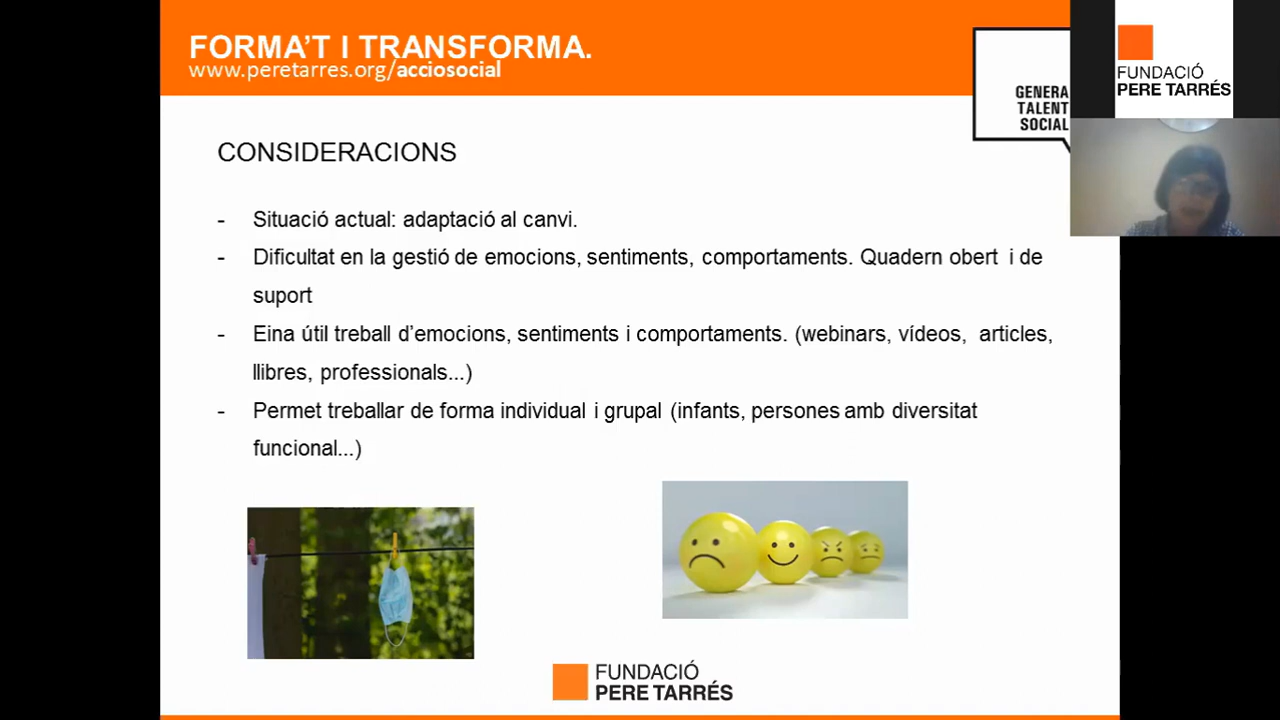 FORMA’T I TRANSFORMA.
www.peretarres.org/acciosocial
GENERA
TALENT
SOCIAL
FUNDACIÓ
PERE TARRÉS
CONSIDERACIONS
- Situació actual: adaptació al canvi.
- Dificultat en la gestió de emocions, sentiments, comportaments. Quadern obert i de
suport
- Eina útil treball d’emocions, sentiments i comportaments. (webinars, vídeos, articles,
llibres, professionals...)
- Permet treballar de forma individual i grupal (infants, persones amb diversitat
funcional...)
FUNDACIÓ
PERE TARRÉS